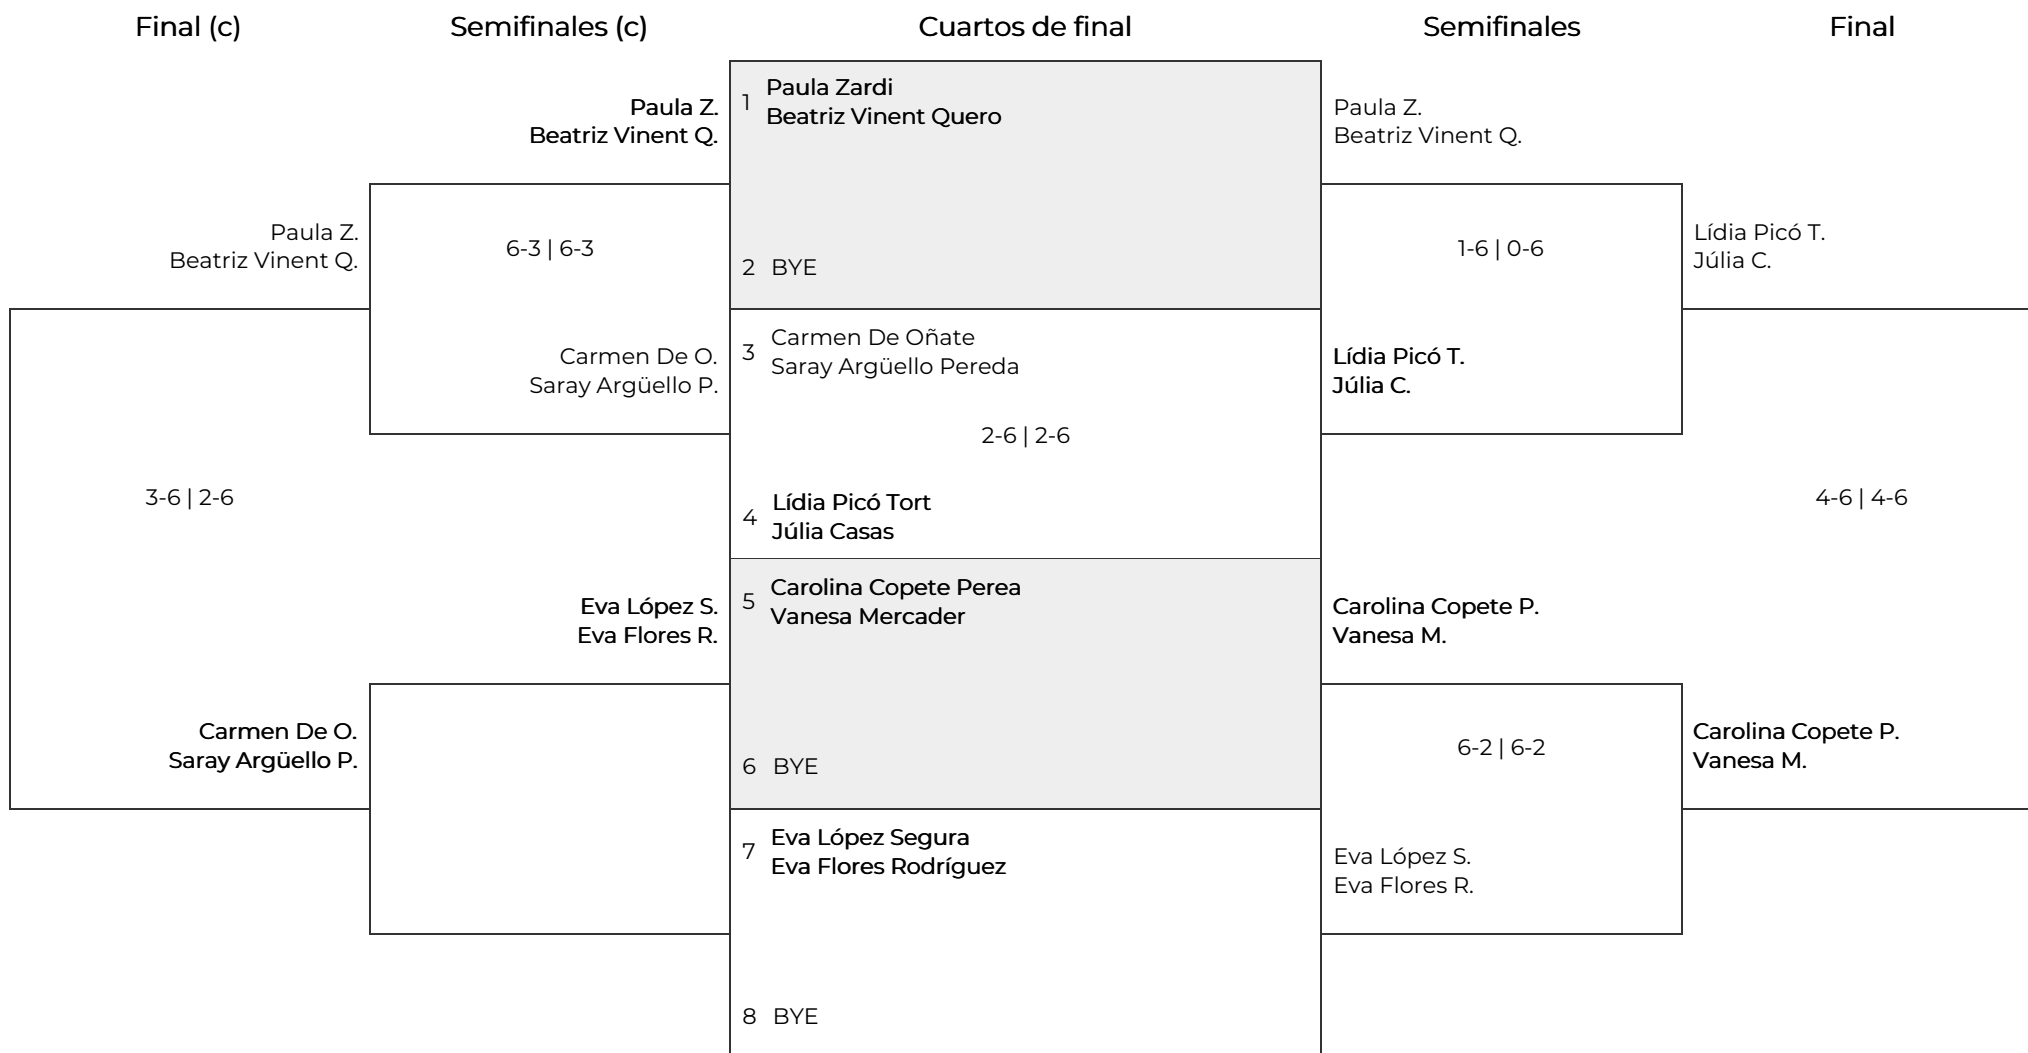 Final (c)
Semifinales (c)
Cuartos de final
Semifinales
Final
Paula Z.
Beatriz Vinent Q.
6-3 | 6-3
Carmen De O.
Saray Argüello P.
Paula Z.
Beatriz Vinent Q.
3-6 | 2-6
Carmen De O.
Saray Argüello P.
Eva López S.
Eva Flores R.
1 Paula Zardi
Beatriz Vinent Quero
2 BYE
3 Carmen De Oñate
Saray Argüello Pereda
2-6 | 2-6
4 Lídia Picó Tort
Júlia Casas
5 Carolina Copete Perea
Vanesa Mercader
6 BYE
7 Eva López Segura
Eva Flores Rodríguez
8 BYE
Paula Z.
Beatriz Vinent Q.
1-6 | 0-6
Lídia Picó T.
Júlia C.
Carolina Copete P.
Vanesa M.
6-2 | 6-2
Eva López S.
Eva Flores R.
Lídia Picó T.
Júlia C.
4-6 | 4-6
Carolina Copete P.
Vanesa M.